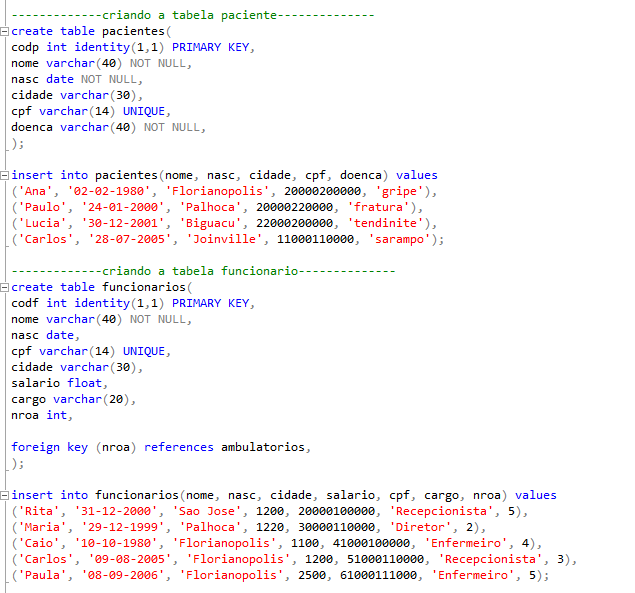 ------------criando a tabela paciente-------------
create table pacientes(
codp int identity(1,1) PRIMARY KEY,
nome varchar(40) NOT NULL,
nasc date NOT NULL,
cidade varchar(30),
cpf varchar(14) UNIQUE,
doenca varchar(40) NOT NULL,
);
insert into pacientes(nome, nasc, cidade, cpf, doenca) values
('Ana', '02-02-1980', 'Florianopolis', 20000200000, 'gripe'),
('Paulo', '24-01-2000', 'Palhoca', 20000220000, 'fratura'),
('Lucia', '30-12-2001', 'Biguacu', 22000200000, 'tendinite'),
('Carlos', '28-07-2005', 'Joinville', 11000110000, 'sarampo');
------------criando a tabela funcionario-------------
create table funcionarios(
codf int identity(1,1) PRIMARY KEY,
nome varchar(40) NOT NULL,
nasc date,
cpf varchar(14) UNIQUE,
cidade varchar(30),
salario float,
cargo varchar(20),
nroa int,
foreign key (nroa) references ambulatorios,
);
insert into funcionarios(nome, nasc, cidade, salario, cpf, cargo, nroa) values
('Rita', '31-12-2000', 'Sao Jose', 1200, 20000100000, 'Recepcionista', 5),
('Maria', '29-12-1999', 'Palhoca', 1220, 30000110000, 'Diretor', 2),
('Caio', '10-10-1980', 'Florianopolis', 1100, 41000100000, 'Enfermeiro', 4),
('Carlos', '09-08-2005', 'Florianopolis', 1200, 51000110000, 'Recepcionista', 3),
('Paula', '08-09-2006', 'Florianopolis', 2500, 61000111000, 'Enfermeiro', 5);